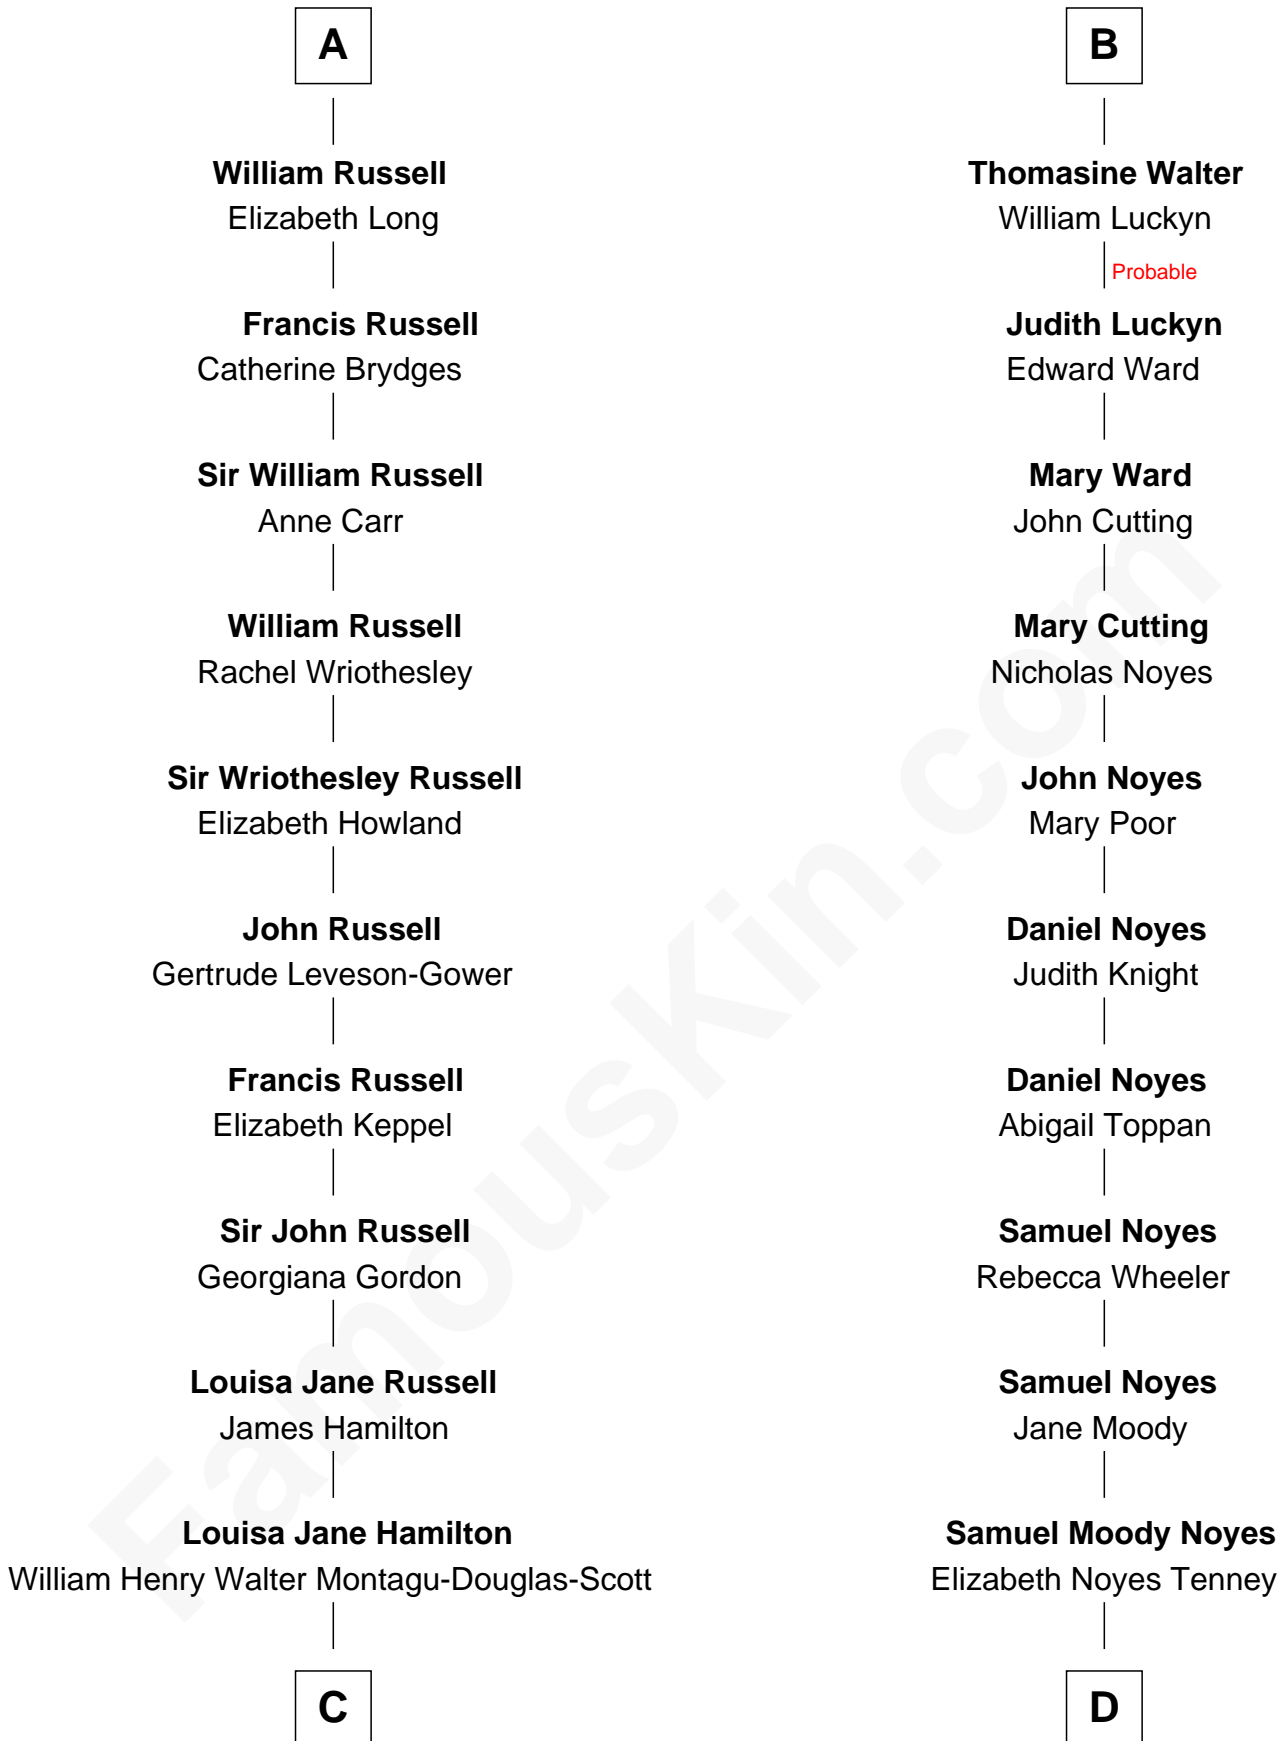 A
William Russell
Elizabeth Long
Francis Russell
Catherine Brydges
Sir William Russell
Anne Carr
William Russell
Rachel Wriothesley
Sir Wriothesley Russell
Elizabeth Howland
John Russell
Gertrude Leveson-Gower
Francis Russell
Elizabeth Keppel
Sir John Russell
Georgiana Gordon
Louisa Jane Russell
James Hamilton
Louisa Jane Hamilton
William Henry Walter Montagu-Douglas-Scott
C
B
Thomasine Walter
William Luckyn
Probable
Judith Luckyn
Edward Ward
Mary Ward
John Cutting
Mary Cutting
Nicholas Noyes
John Noyes
Mary Poor
Daniel Noyes
Judith Knight
Daniel Noyes
Abigail Toppan
Samuel Noyes
Rebecca Wheeler
Samuel Noyes
Jane Moody
Samuel Moody Noyes
Elizabeth Noyes Tenney
D
FamousKin.com